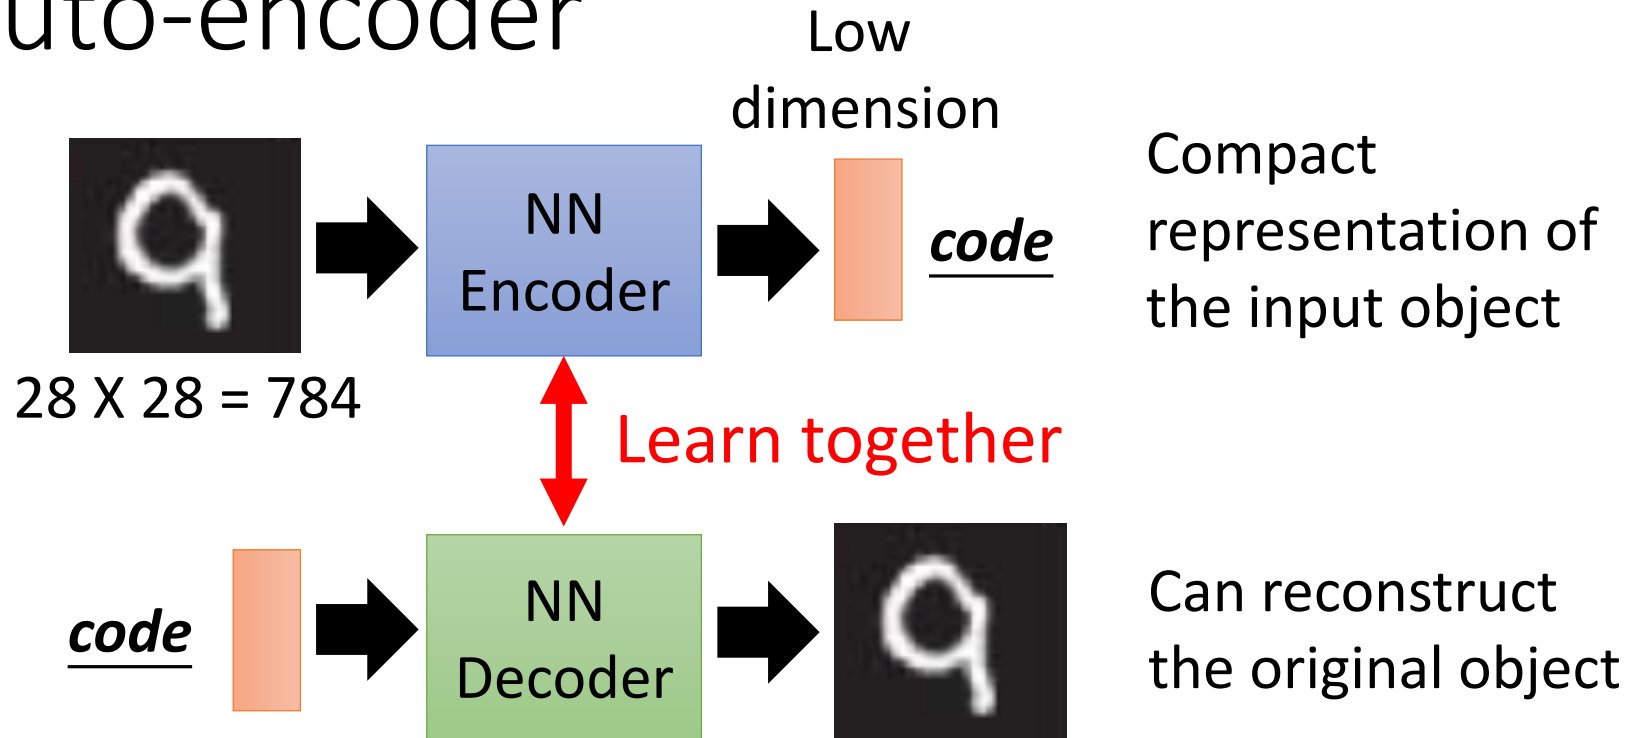 uto-encoder
Low
dimension
NN
Encoder
code
Compact
representation of
the input object
28 X 28 = 784
Learn together
code
NN
Decoder
Can reconstruct
the original object